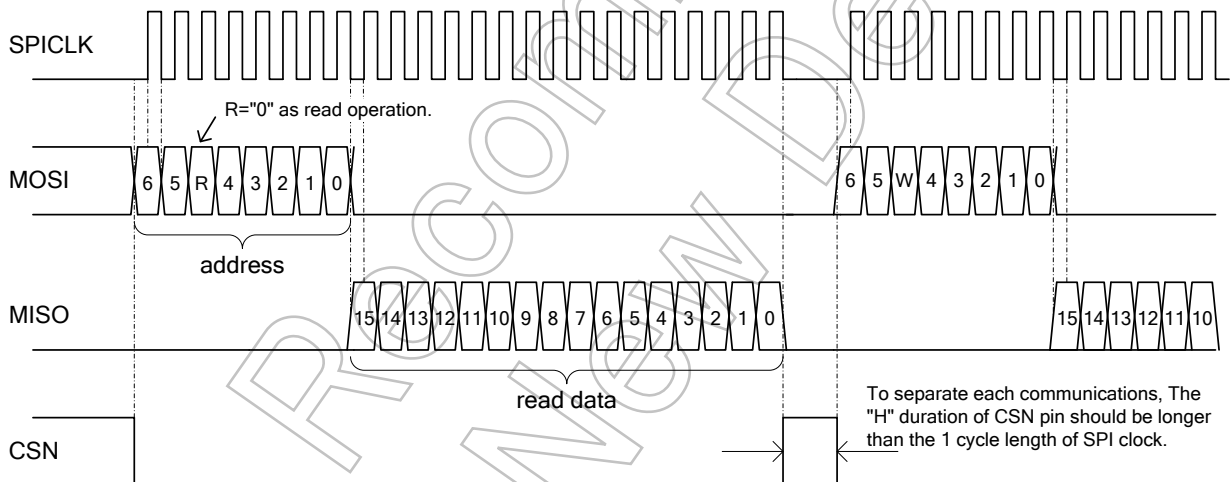 SPICLK
R="0" as read operation.
MOSI
6 5 R 4 3 2 1 0
6 5 W 4 3 2 1 0
address
MISO
15 14 13 12 11 10 9 8 7 6 5 4 3 2 1 0
15 14 13 12 11 10
read data
To separate each communications, The
"H" duration of CSN pin should be longer
than the 1 cycle length of SPI clock.
CSN
Recom
New De